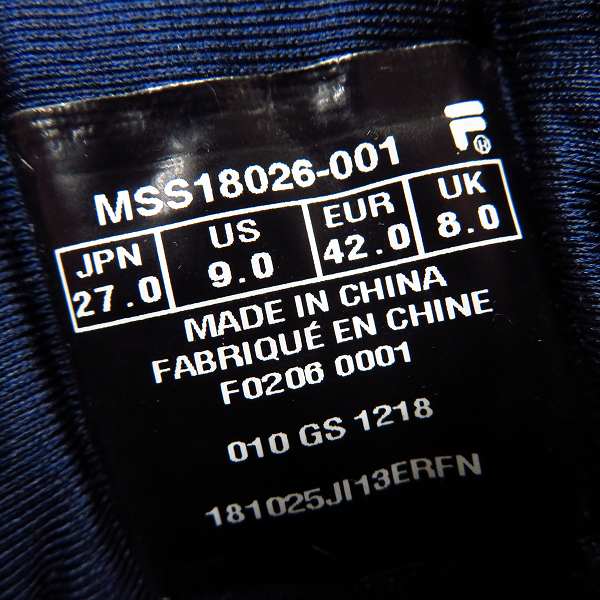 F®
MSS18026-001
JPN US EUR UK
27.0 9.0 42.0 8.0
MADE IN CHINA
FABRIQUÉ EN CHINE
F0206 0001
010 GS 1218
181025JI13ERFN